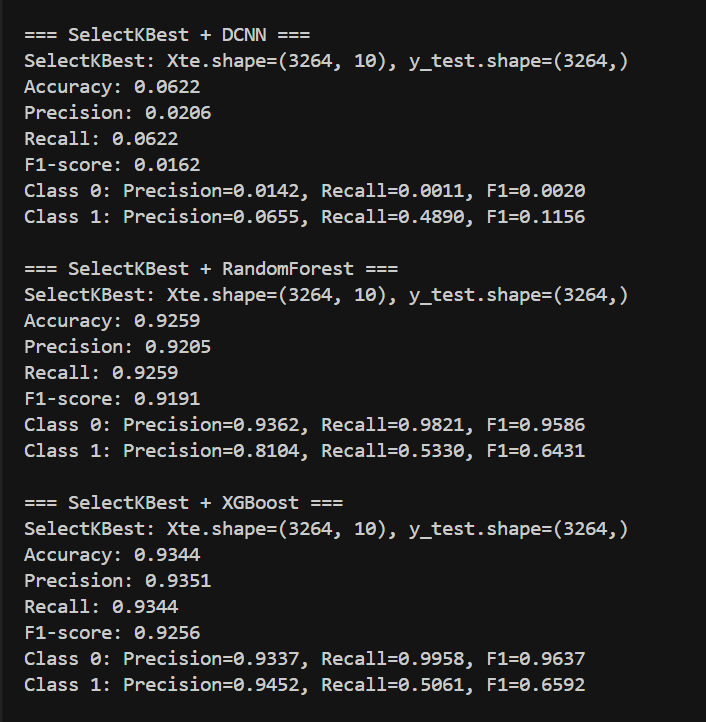 === SelectKBest + DCNN ===
SelectKBest: Xte.shape=(3264, 10), y_test.shape=(3264,)
Accuracy: 0.0622
Precision: 0.0206
Recall: 0.0622
F1-score: 0.0162
Class 0: Precision=0.0142, Recall=0.0011, F1=0.0020
Class 1: Precision=0.0655, Recall=0.4890, F1=0.1156
=== SelectKBest + RandomForest ===
SelectKBest: Xte.shape=(3264, 10), y_test.shape=(3264,)
Accuracy: 0.9259
Precision: 0.9205
Recall: 0.9259
F1-score: 0.9191
Class 0: Precision=0.9362, Recall=0.9821, F1=0.9586
Class 1: Precision=0.8104, Recall=0.5330, F1=0.6431
=== SelectKBest + XGBoost ===
SelectKBest: Xte.shape=(3264, 10), y_test.shape=(3264,)
Accuracy: 0.9344
Precision: 0.9351
Recall: 0.9344
F1-score: 0.9256
Class 0: Precision=0.9337, Recall=0.9958, F1=0.9637
Class 1: Precision=0.9452, Recall=0.5061, F1=0.6592